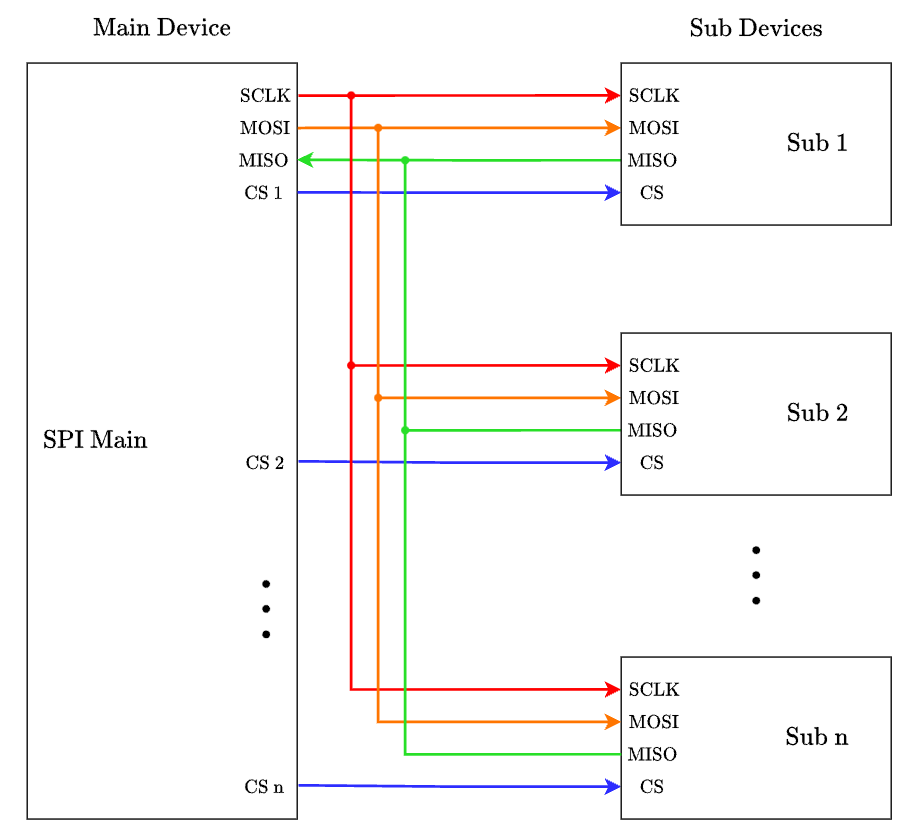 Main Device
Sub Devices
SCLK
MOSI
MISO
CS 1
SPI Main
CS 2
CS n
SCLK
MOSI
MISO
CS
Sub 1
SCLK
MOSI
MISO
CS
Sub 2
SCLK
MOSI
MISO
CS
Sub n